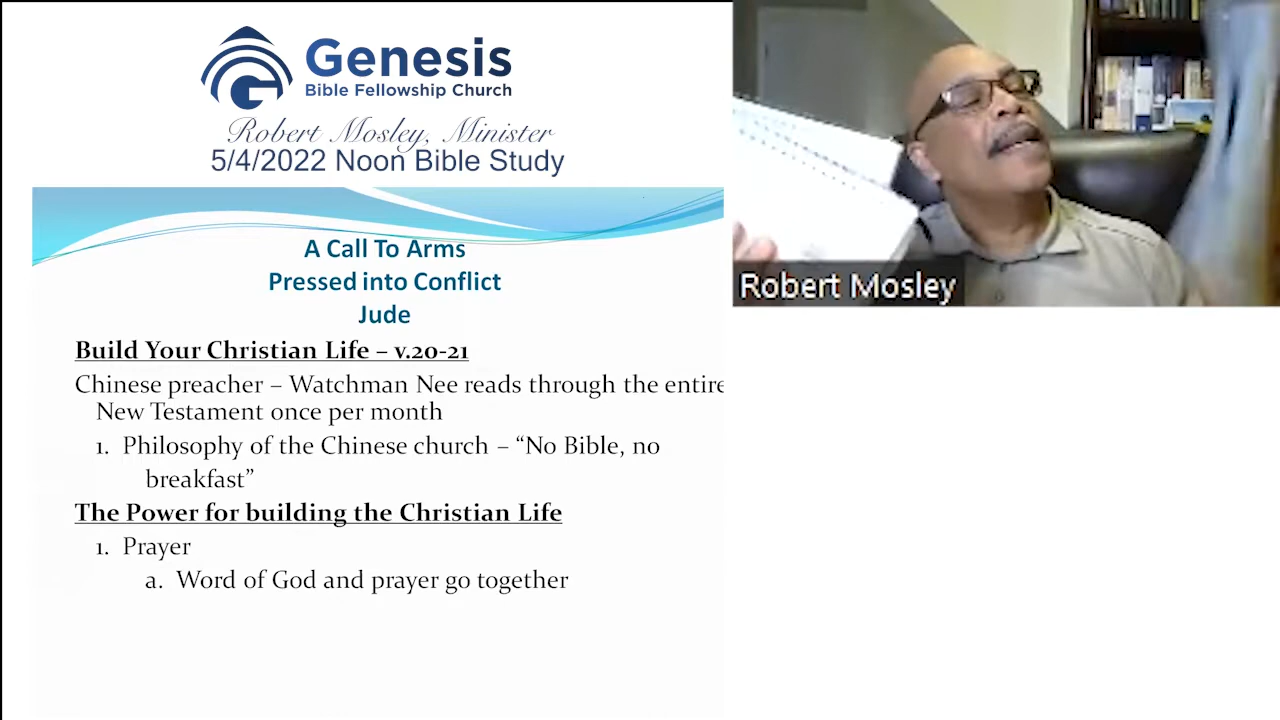 Genesis
Bible Fellowship Church
Robert Mosley, Minister
5/4/2022 Noon Bible Study
A Call To Arms
Pressed into Conflict
Jude
Build Your Christian Life – v.20-21
Chinese preacher – Watchman Nee reads through the entire
New Testament once per month
1. Philosophy of the Chinese church – “No Bible, no
breakfast”
The Power for building the Christian Life
1. Prayer
a. Word of God and prayer go together
Robert Mosley